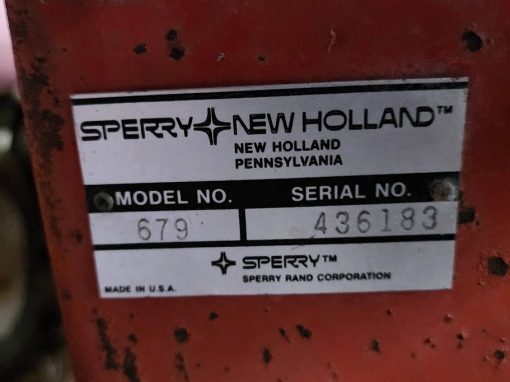 SPERRY NEW HOLLAND™
NEW HOLLAND
PENNSYLVANIA
MODEL NO. SERIAL NO.
679 436183
SPERRY™
SPERRY RAND CORPORATION
MADE IN U.S.A.